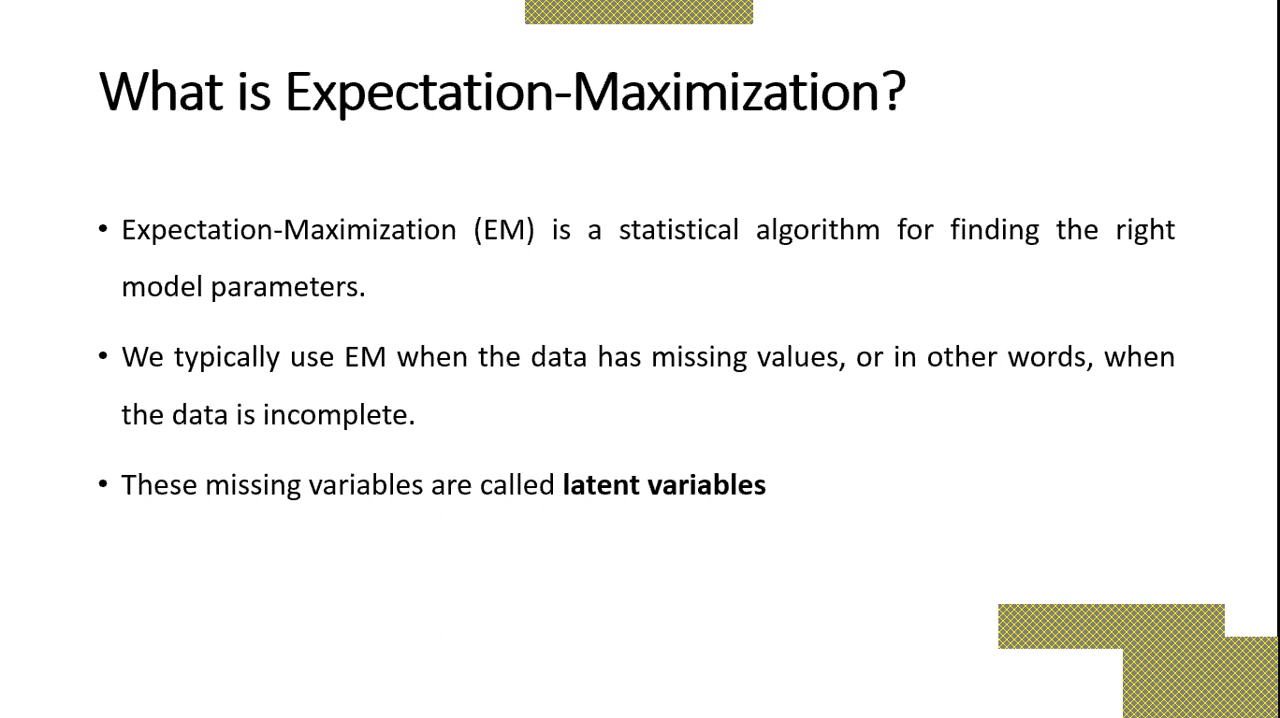 What is Expectation-Maximization?
• Expectation-Maximization (EM) is a statistical algorithm for finding the right
model parameters.
• We typically use EM when the data has missing values, or in other words, when
the data is incomplete.
• These missing variables are called latent variables